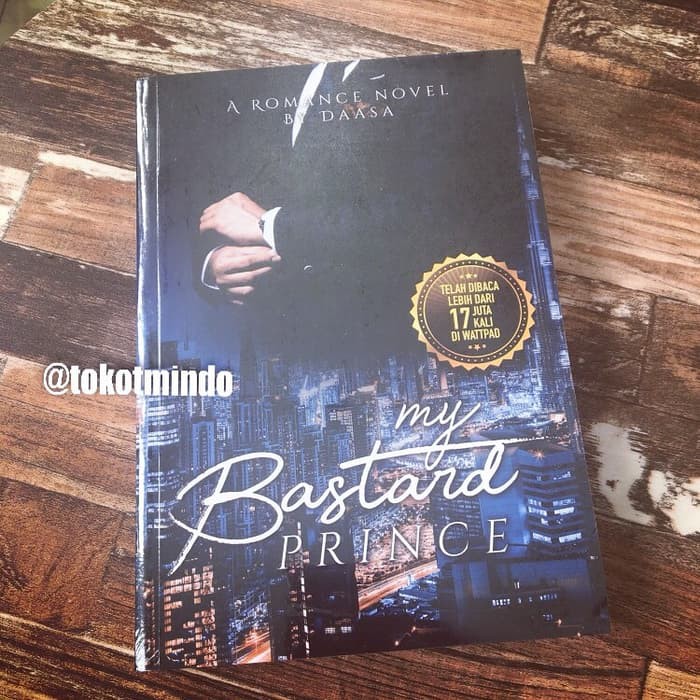 A ROMANCE NOVEL
BY DAASA
TELAH DIBACA
LEBIH DARI
17 JUTA
KALI
DI WATTPAD
@tokotmindo
my
Bastard
PRINCE